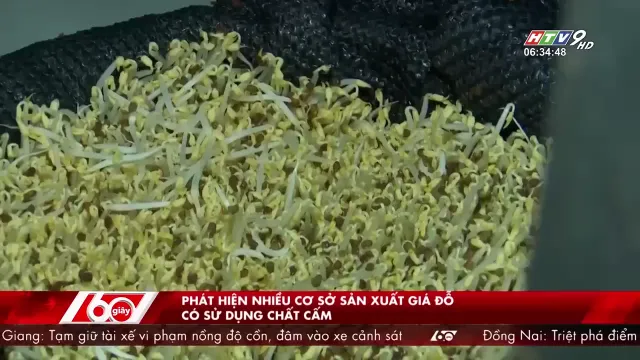 HTV9 HD
06:34:48
60 giây
PHÁT HIỆN NHIỀU CƠ SỞ SẢN XUẤT GIÁ ĐỖ
CÓ SỬ DỤNG CHẤT CẤM
Giang: Tạm giữ tài xế vi phạm nồng độ cồn, đâm vào xe cảnh sát 60 Đồng Nai: Triệt phá điểm